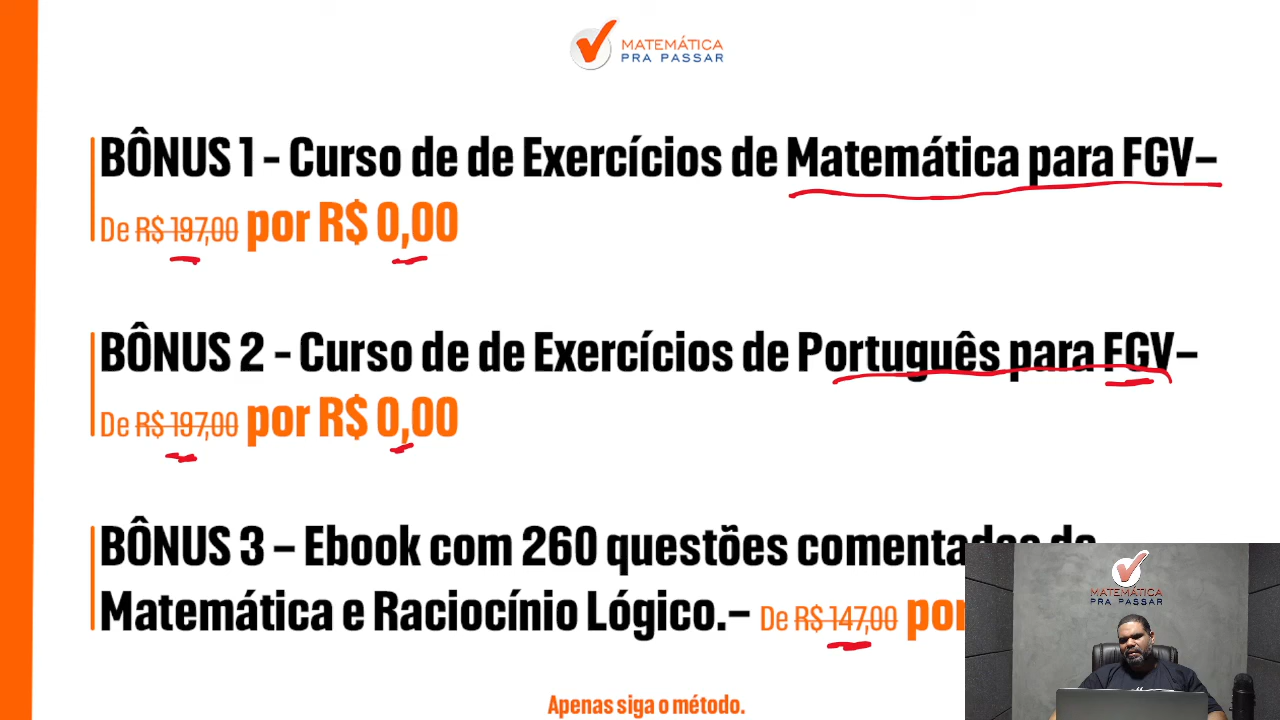 MATEMÁTICA
PRA PASSAR
BÔNUS 1 - Curso de de Exercícios de Matemática para FGV–
De R$ 197,00 por R$ 0,00
BÔNUS 2 - Curso de de Exercícios de Português para FGV–
De R$ 197,00 por R$ 0,00
BÔNUS 3 – Ebook com 260 questões comentadas de
Matemática e Raciocínio Lógico.– De R$ 147,00 por
MATEMÁTICA
PRA PASSAR
Apenas siga o método.